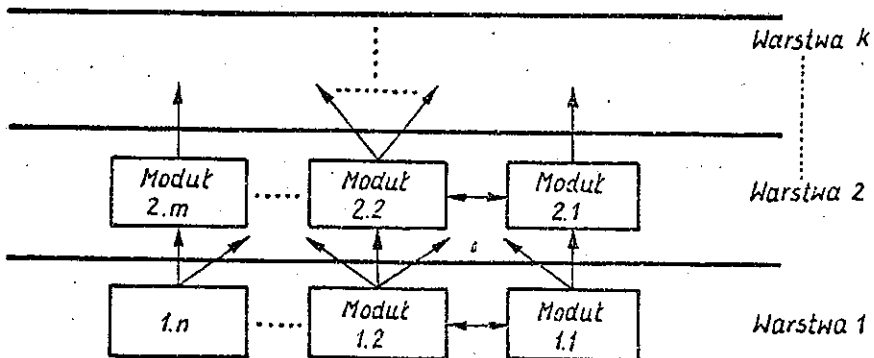 Warstwa k
Moduł
2.m
Moduł
2.2
Moduł
2.1
Warstwa 2
1.n
Moduł
1.2
Moduł
1.1
Warstwa 1